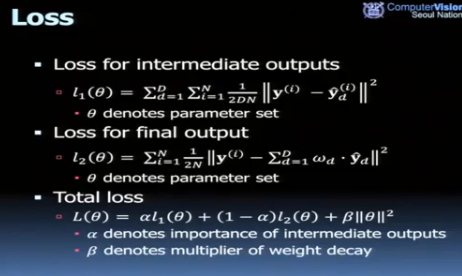 Loss
ComputerVision
Seoul Nation
Loss for intermediate outputs
l₁(θ) = Σ_{d=1}^{D} Σ_{i=1}^{N} 1/(2DN) ‖y^{(i)} − ŷ_d^{(i)}‖²
θ denotes parameter set
Loss for final output
l₂(θ) = Σ_{i=1}^{N} 1/(2N) ‖y^{(i)} − Σ_{d=1}^{D} ω_d · ŷ_d‖²
θ denotes parameter set
Total loss
L(θ) = αl₁(θ) + (1 − α)l₂(θ) + β‖θ‖²
α denotes importance of intermediate outputs
β denotes multiplier of weight decay